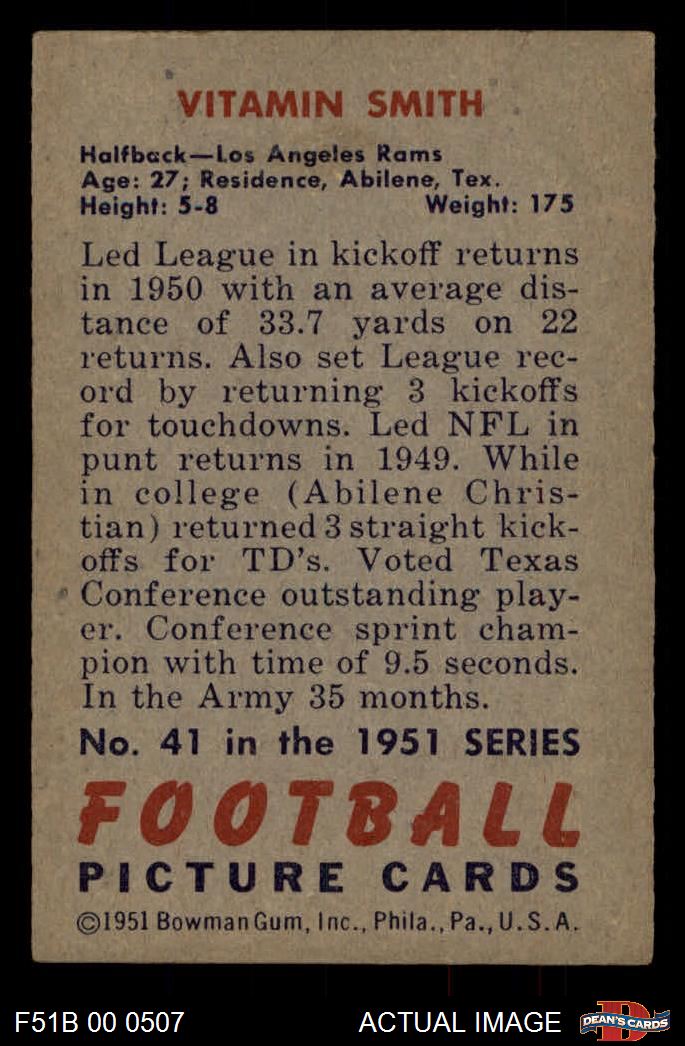 VITAMIN SMITH
Halfback—Los Angeles Rams
Age: 27; Residence, Abilene, Tex.
Height: 5-8 Weight: 175
Led League in kickoff returns
in 1950 with an average dis-
tance of 33.7 yards on 22
returns. Also set League rec-
ord by returning 3 kickoffs
for touchdowns. Led NFL in
punt returns in 1949. While
in college (Abilene Chris-
tian) returned 3 straight kick-
offs for TD's. Voted Texas
Conference outstanding play-
er. Conference sprint cham-
pion with time of 9.5 seconds.
In the Army 35 months.
No. 41 in the 1951 SERIES
FOOTBALL
PICTURE CARDS
©1951 Bowman Gum, Inc., Phila., Pa., U.S.A.
F51B 00 0507 ACTUAL IMAGE DEAN'S CARDS